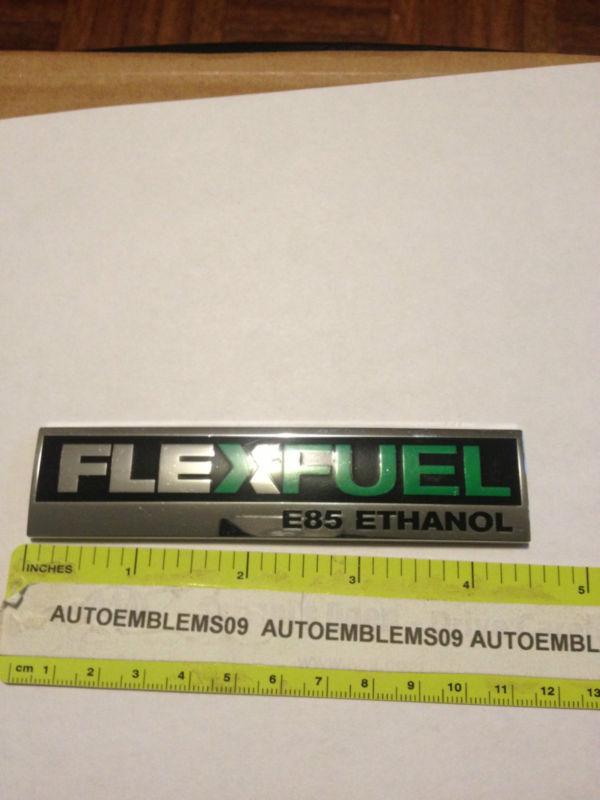 FLEXFUEL
E85 ETHANOL
INCHES 1 2 3 4 5
AUTOEMBLEMS09 AUTOEMBLEMS09 AUTOEMBL
cm 1 2 3 4 5 6 7 8 9 10 11 12 13